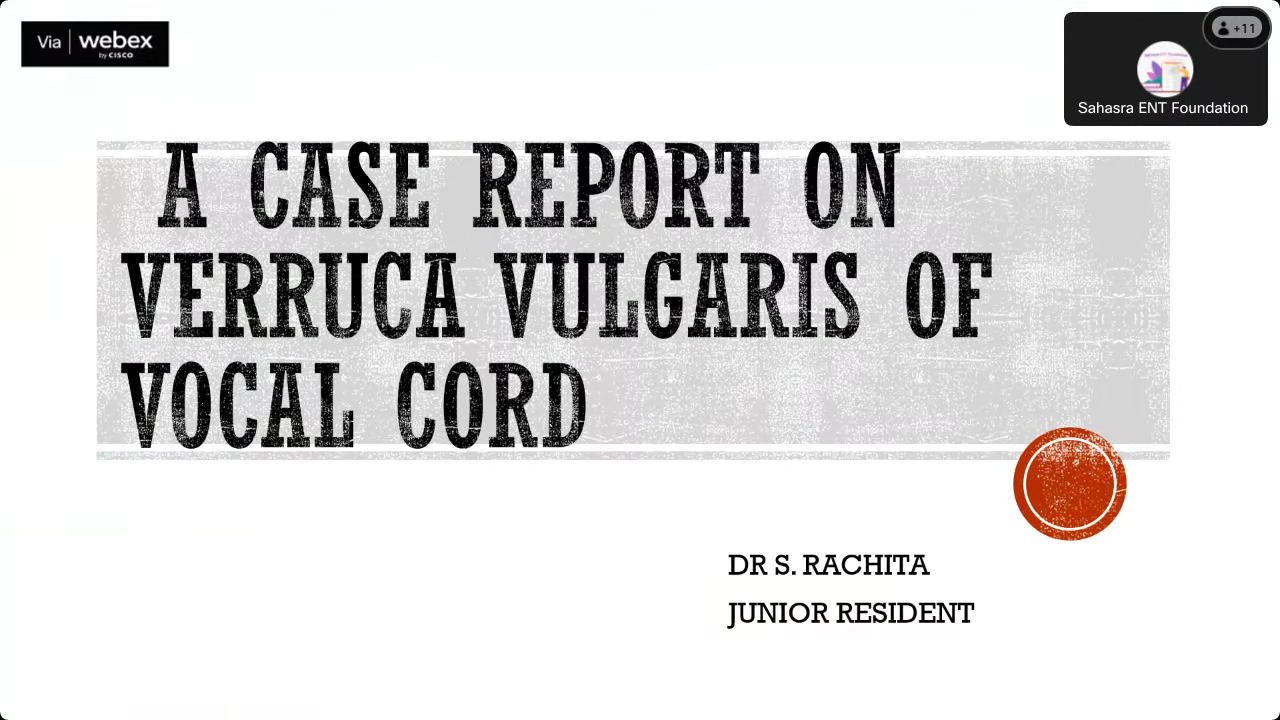 Via webex
by CISCO
+11
Sahasra ENT Foundation
A CASE REPORT ON
VERRUCA VULGARIS OF
VOCAL CORD
DR S. RACHITA
JUNIOR RESIDENT